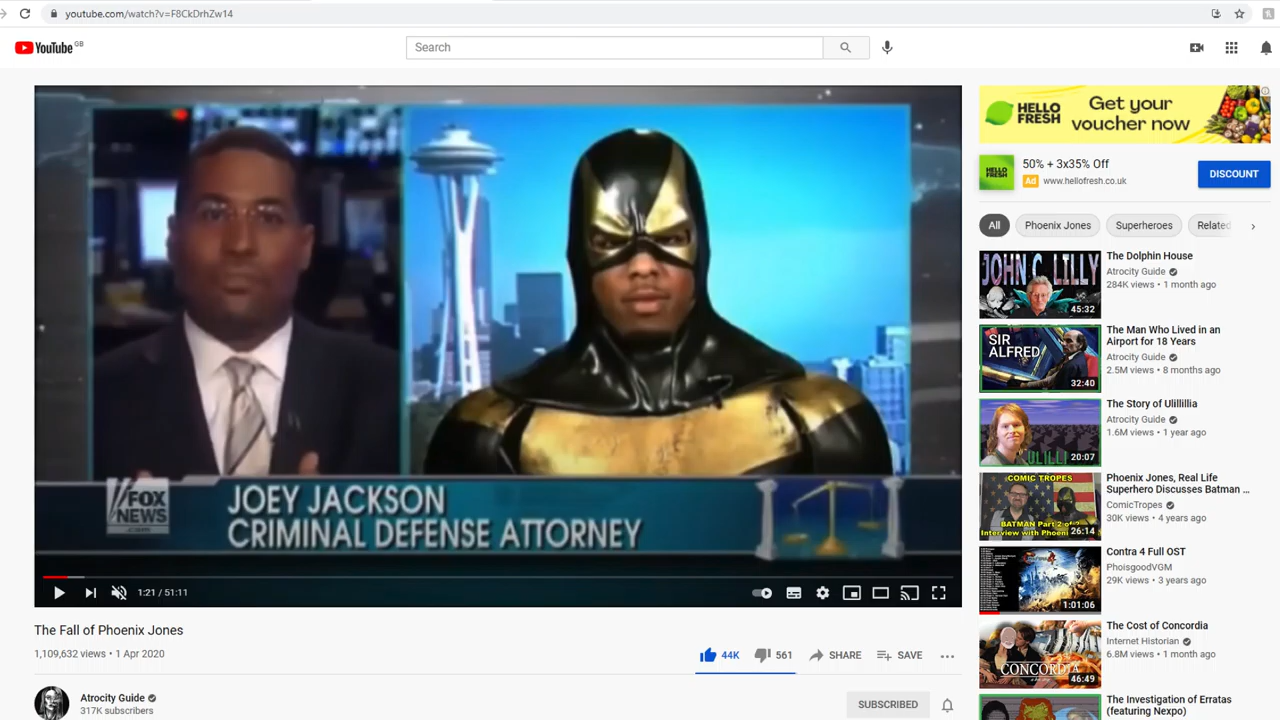 youtube.com/watch?v=F8CkDrhZw14
YouTube GB
Search
FOX
NEWS
JOEY JACKSON
CRIMINAL DEFENSE ATTORNEY
1:21 / 51:11
The Fall of Phoenix Jones
1,109,632 views • 1 Apr 2020
44K
561
SHARE
SAVE
Atrocity Guide
317K subscribers
SUBSCRIBED
HELLO
FRESH
Get your
voucher now
HELLO
FRESH
50% + 3x35% Off
Ad www.hellofresh.co.uk
DISCOUNT
All
Phoenix Jones
Superheroes
Related
JOHN C. LILLY
45:32
The Dolphin House
Atrocity Guide
284K views • 1 month ago
SIR
ALFRED
32:40
The Man Who Lived in an
Airport for 18 Years
Atrocity Guide
2.5M views • 8 months ago
ULILLI
20:07
The Story of Ulillillia
Atrocity Guide
1.6M views • 1 year ago
COMIC TROPES
BATMAN Part 2 of
Interview with Phoeni
26:14
Phoenix Jones, Real Life
Superhero Discusses Batman ...
ComicTropes
30K views • 4 years ago
1:01:06
Contra 4 Full OST
PhoisgoodVGM
29K views • 3 years ago
CONCORDIA
46:49
The Cost of Concordia
Internet Historian
6.8M views • 1 month ago
The Investigation of Erratas
(featuring Nexpo)